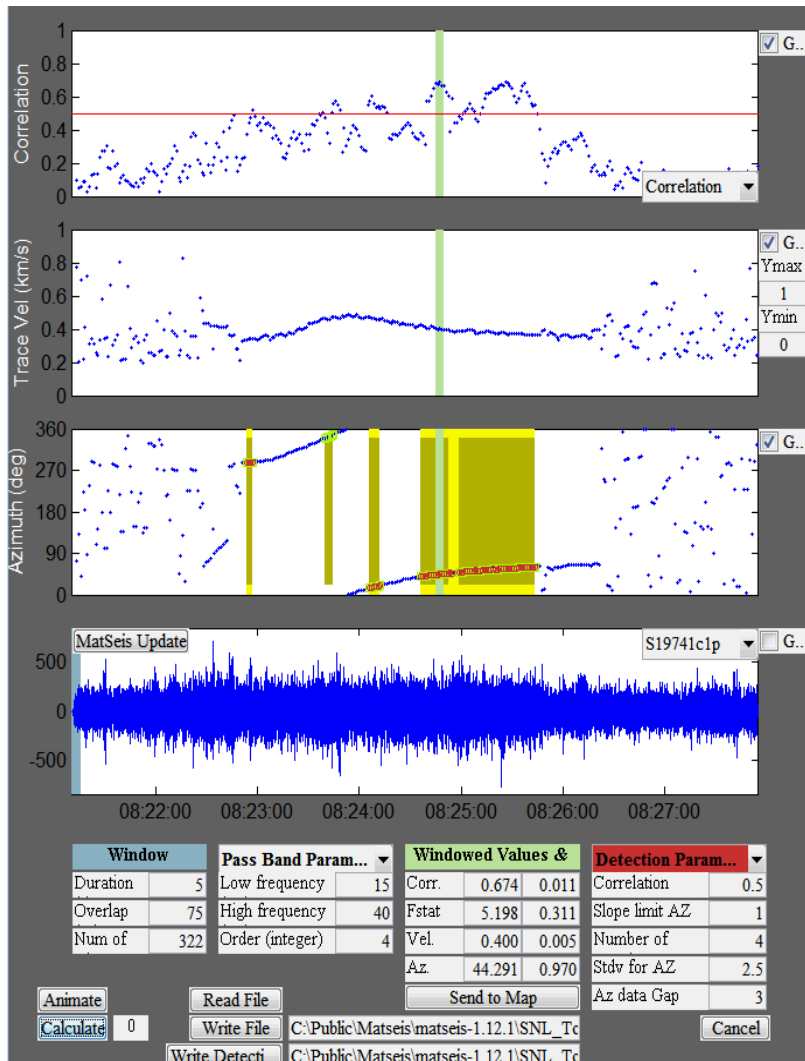 1
0.8
0.6
0.4
0.2
0
Correlation
G..
Correlation
1
0.8
0.6
0.4
0.2
0
Trace Vel (km/s)
G..
Ymax
1
Ymin
0
360
270
180
90
0
Azimuth (deg)
G..
MatSeis Update
S19741c1p
G..
500
0
-500
08:22:00 08:23:00 08:24:00 08:25:00 08:26:00 08:27:00
Window Pass Band Param... Windowed Values & Detection Param...
Duration 5 Low frequency 15 Corr. 0.674 0.011 Correlation 0.5
Overlap 75 High frequency 40 Fstat 5.198 0.311 Slope limit AZ 1
Num of 322 Order (integer) 4 Vel. 0.400 0.005 Number of 4
Az. 44.291 0.970 Stdv for AZ 2.5
Animate Read File Send to Map Az data Gap 3
Calculate 0 Write File C:\Public\Matseis\matseis-1.12.1\SNL_Tc Cancel
Write Detecti... C:\Public\Matseis\matseis-1.12.1\SNL_Tc